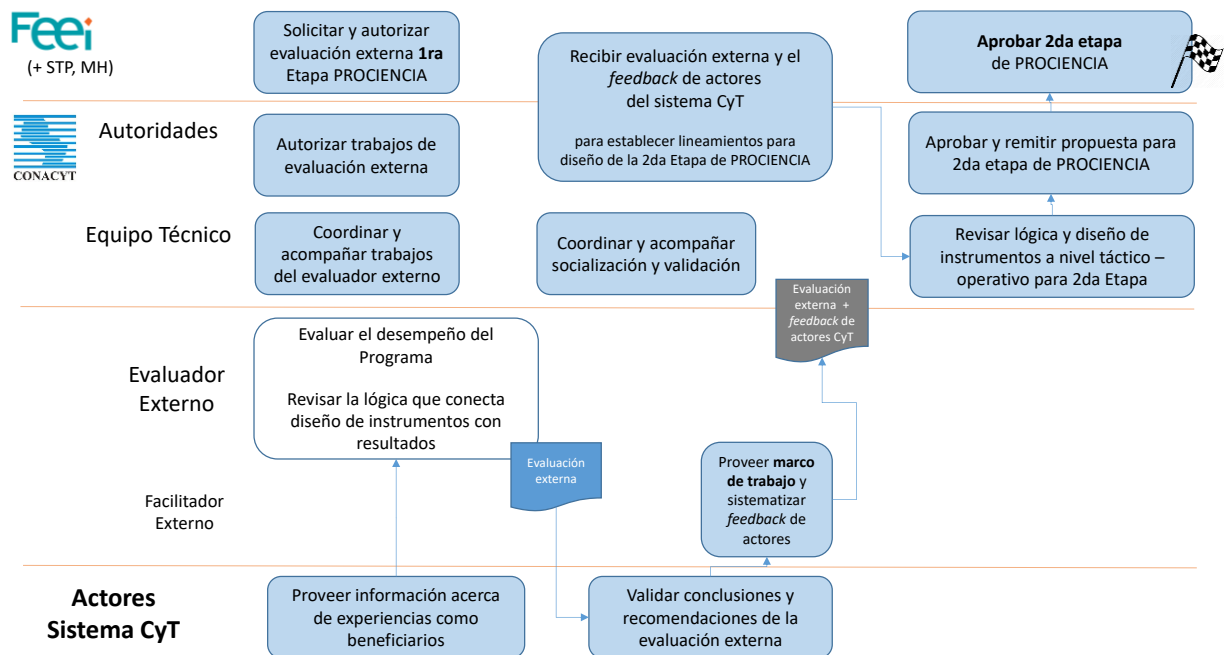 Feei
(+ STP, MH)
Solicitar y autorizar
evaluación externa 1ra
Etapa PROCIENCIA
Recibir evaluación externa y el
feedback de actores
del sistema CyT
para establecer lineamientos para
diseño de la 2da Etapa de PROCIENCIA
Aprobar 2da etapa
de PROCIENCIA
CONACYT
Autoridades
Autorizar trabajos de
evaluación externa
Aprobar y remitir propuesta para
2da etapa de PROCIENCIA
Equipo Técnico
Coordinar y
acompañar trabajos
del evaluador externo
Coordinar y acompañar
socialización y validación
Revisar lógica y diseño de
instrumentos a nivel táctico –
operativo para 2da Etapa
Evaluación
externa +
feedback de
actores CyT
Evaluador
Externo
Evaluar el desempeño del
Programa
Revisar la lógica que conecta
diseño de instrumentos con
resultados
Evaluación
externa
Facilitador
Externo
Proveer marco
de trabajo y
sistematizar
feedback de
actores
Actores
Sistema CyT
Proveer información acerca
de experiencias como
beneficiarios
Validar conclusiones y
recomendaciones de la
evaluación externa